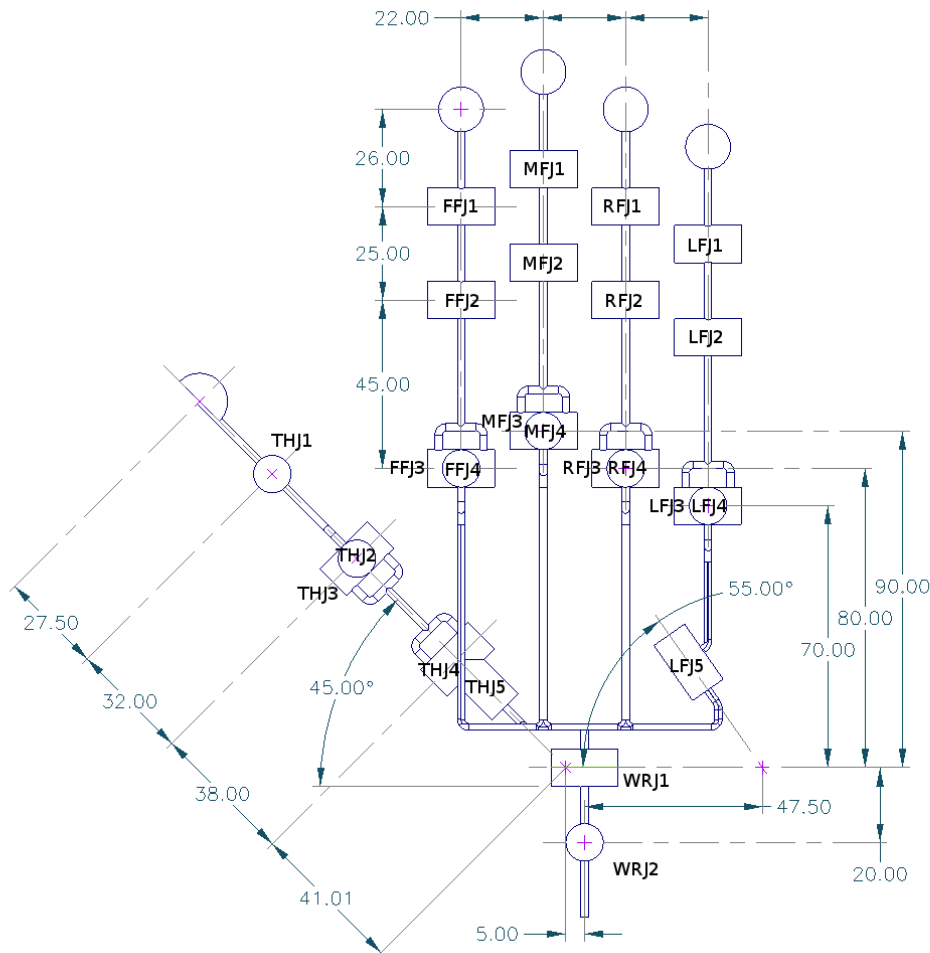 22.00
26.00
MFJ1
FFJ1
RFJ1
25.00
MFJ2
LFJ1
FFJ2
RFJ2
LFJ2
45.00
THJ1
MFJ3
MFJ4
FFJ3
FFJ4
RFJ3
RFJ4
LFJ3
LFJ4
THJ2
THJ3
55.00°
90.00
80.00
70.00
27.50
THJ4
THJ5
LFJ5
45.00°
32.00
38.00
WRJ1
47.50
WRJ2
20.00
41.01
5.00